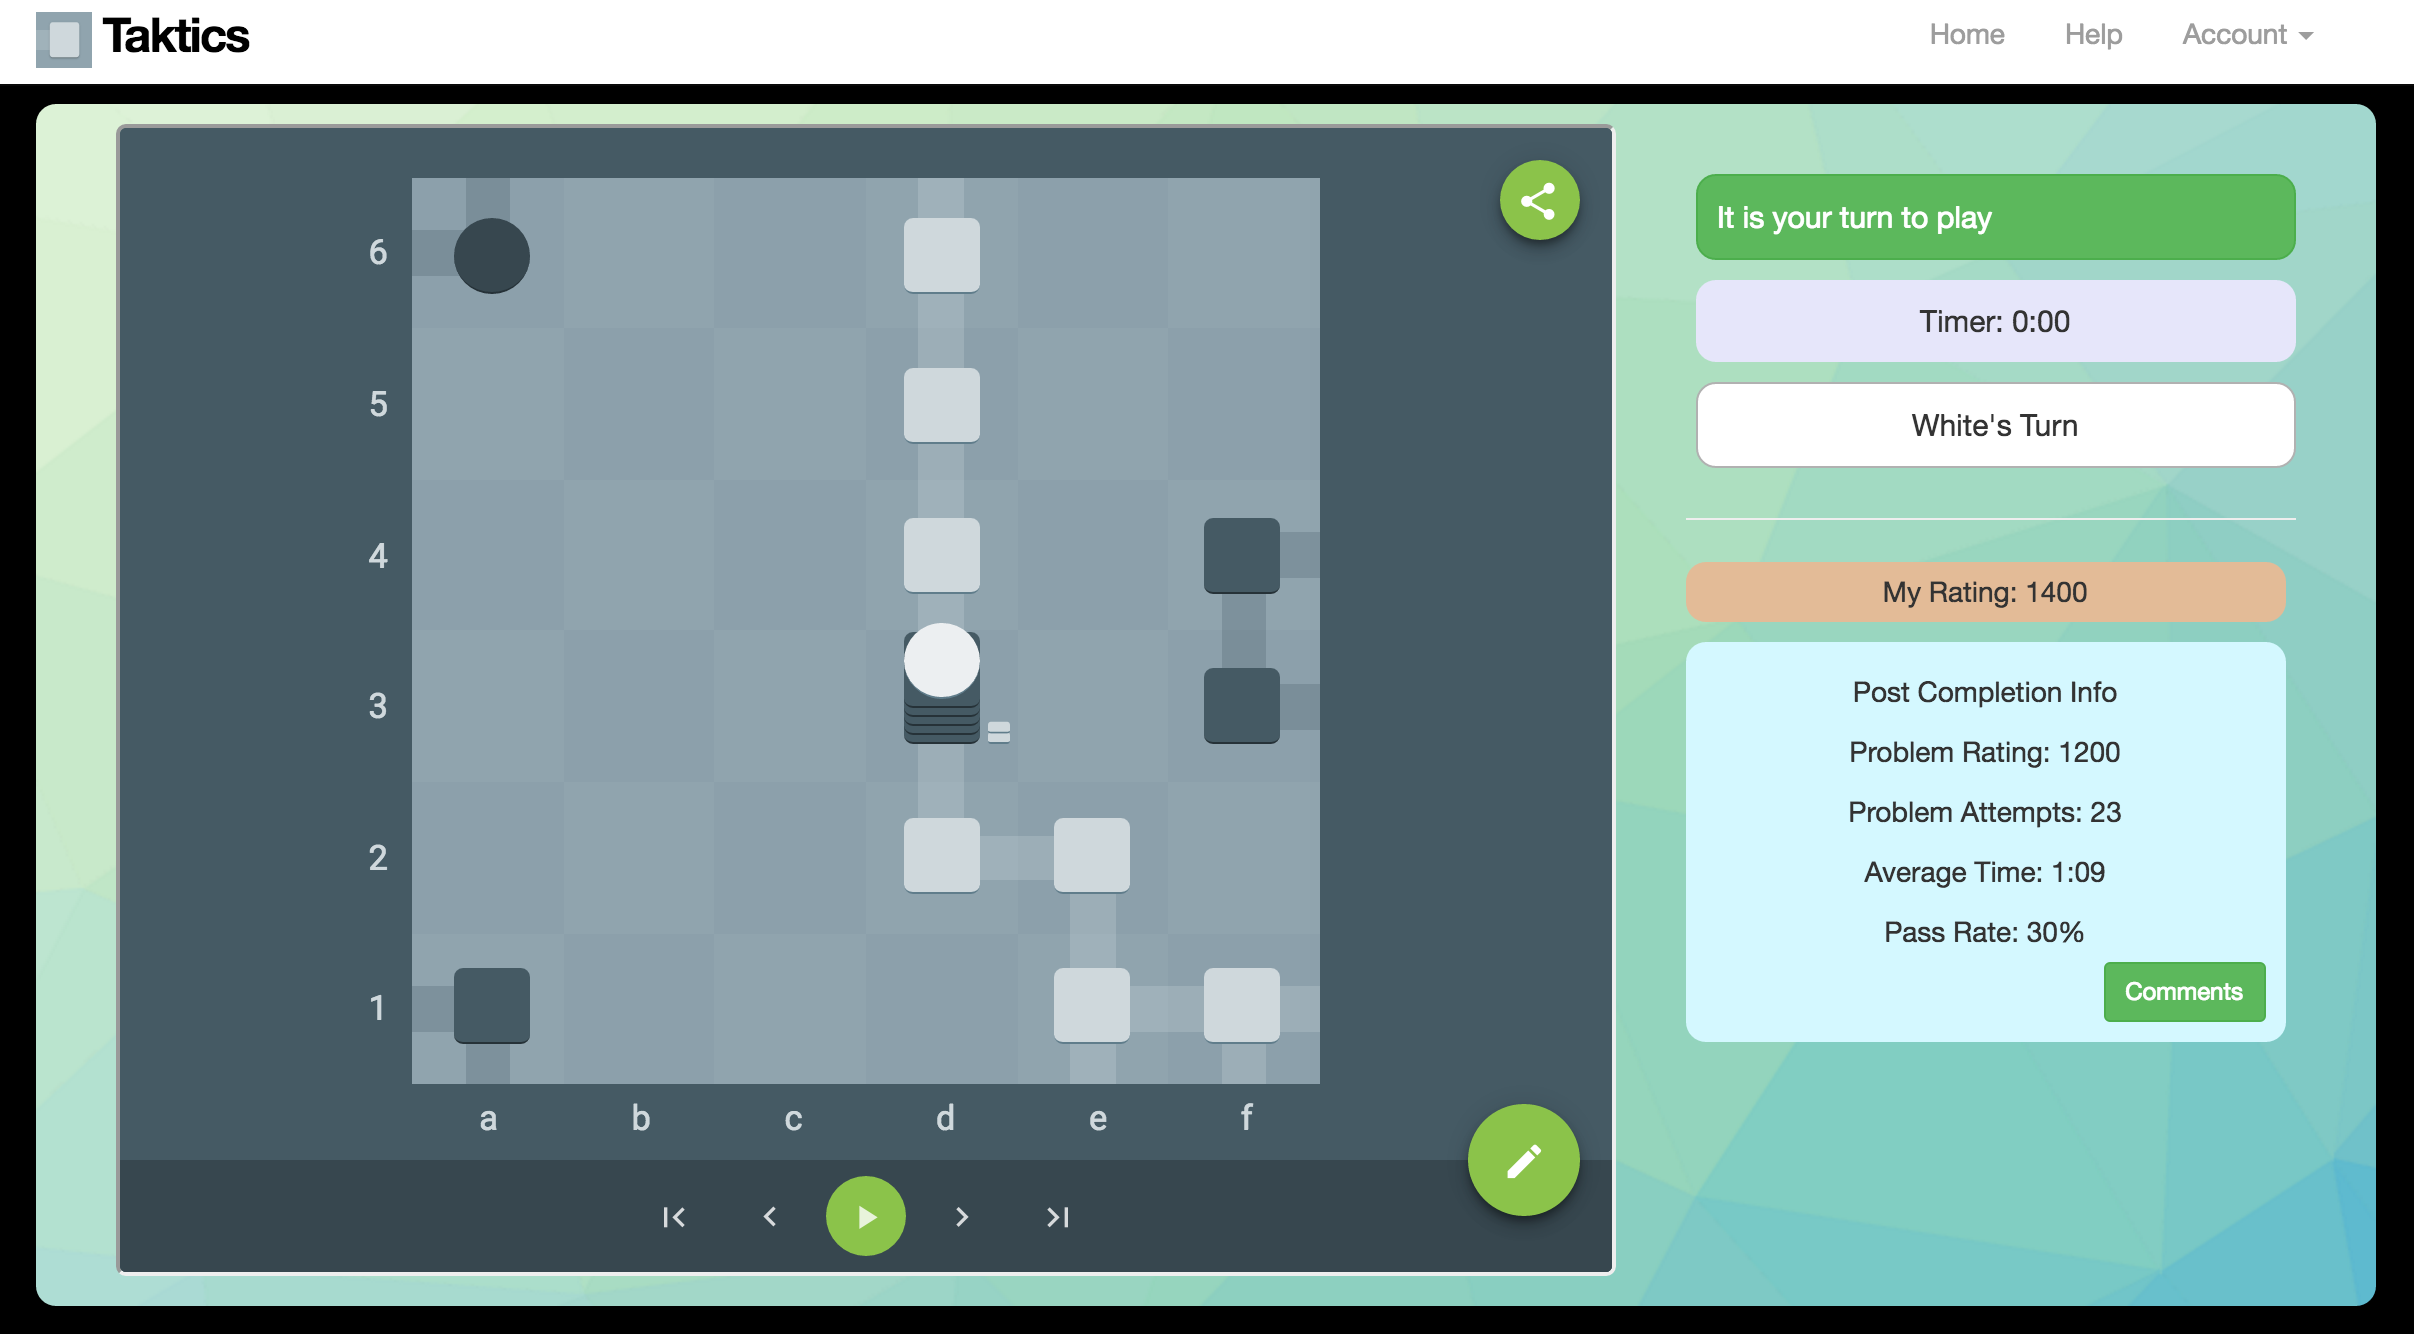 Taktics
Home Help Account
6
5
4
3
2
1
a b c d e f
It is your turn to play
Timer: 0:00
White's Turn
My Rating: 1400
Post Completion Info
Problem Rating: 1200
Problem Attempts: 23
Average Time: 1:09
Pass Rate: 30%
Comments